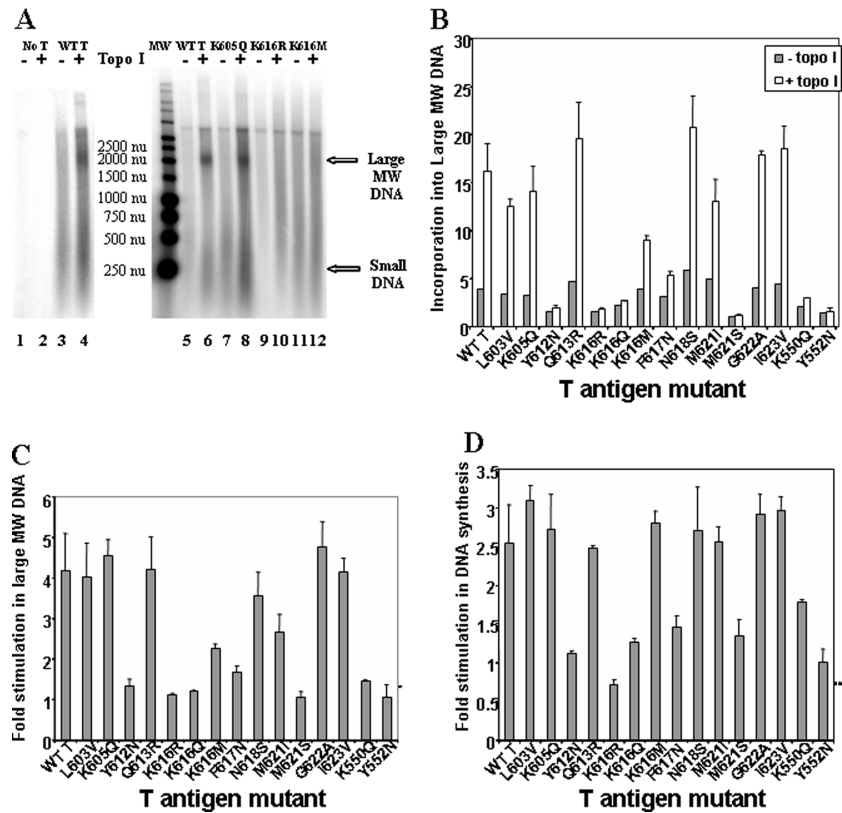 A
No T WT T
Topo I
- + - +
MW WT T K605Q K616R K616M
- + - + - + - +
2500 nu
2000 nu
1500 nu
1000 nu
750 nu
500 nu
250 nu
Large
MW
DNA
Small
DNA
1 2 3 4 5 6 7 8 9 10 11 12
B
Incorporation into Large MW DNA
30
25
20
15
10
5
0
- topo I
+ topo I
WT T L603V K605Q Y612N Q613R K616R K616Q K616M F617N N618S M621I M621S G622A I623V K550Q Y552N
T antigen mutant
C
Fold stimulation in large MW DNA
6
5
4
3
2
1
0
WT T L603V K605Q Y612N Q613R K616R K616Q K616M F617N N618S M621I M621S G622A I623V K550Q Y552N
T antigen mutant
D
Fold stimulation in DNA synthesis
3.5
3
2.5
2
1.5
1
0.5
0
WT T L603V K605Q Y612N Q613R K616R K616Q K616M F617N N618S M621I M621S G622A I623V K550Q Y552N
T antigen mutant